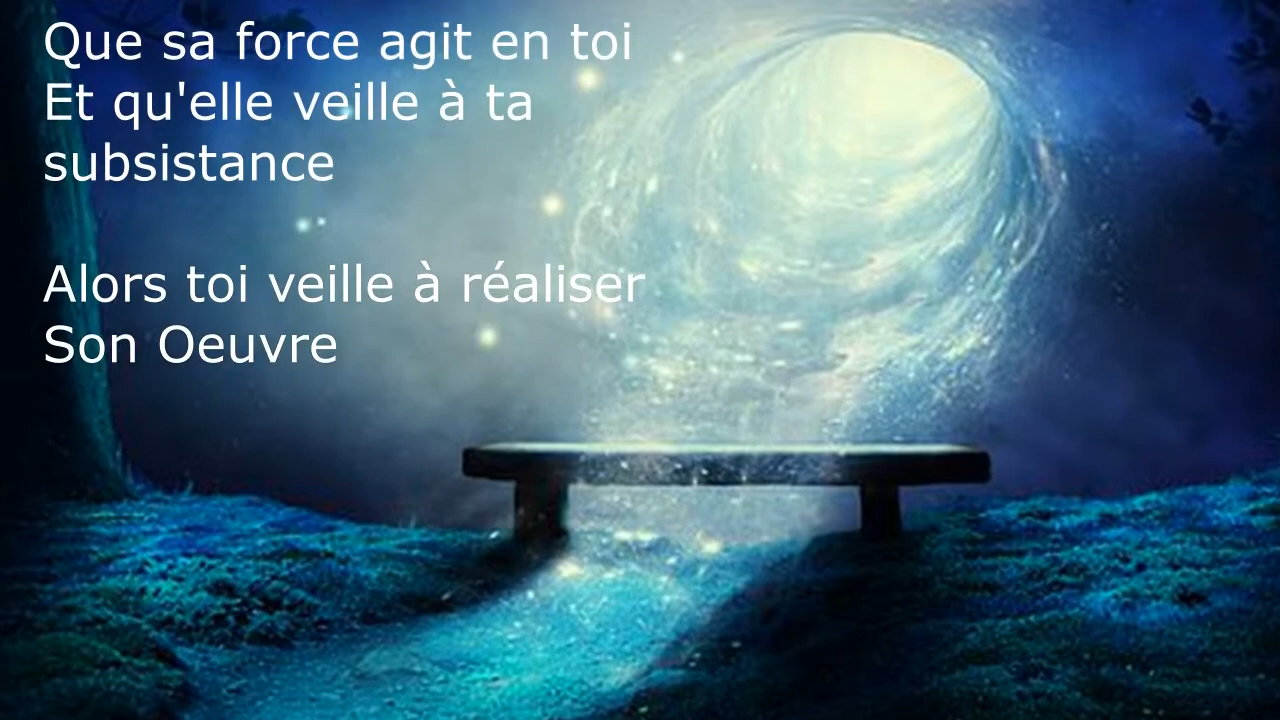 Que sa force agit en toi
Et qu'elle veille à ta
subsistance
Alors toi veille à réaliser
Son Oeuvre